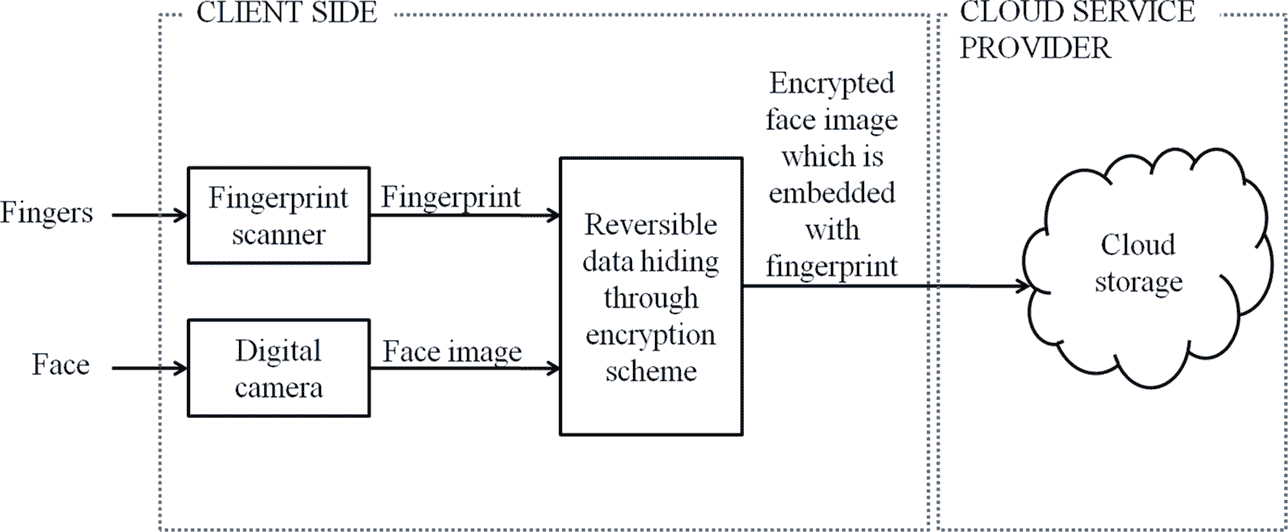 CLIENT SIDE
CLOUD SERVICE
PROVIDER
Fingers
Fingerprint
scanner
Fingerprint
Face
Digital
camera
Face image
Reversible
data hiding
through
encryption
scheme
Encrypted
face image
which is
embedded
with
fingerprint
Cloud
storage